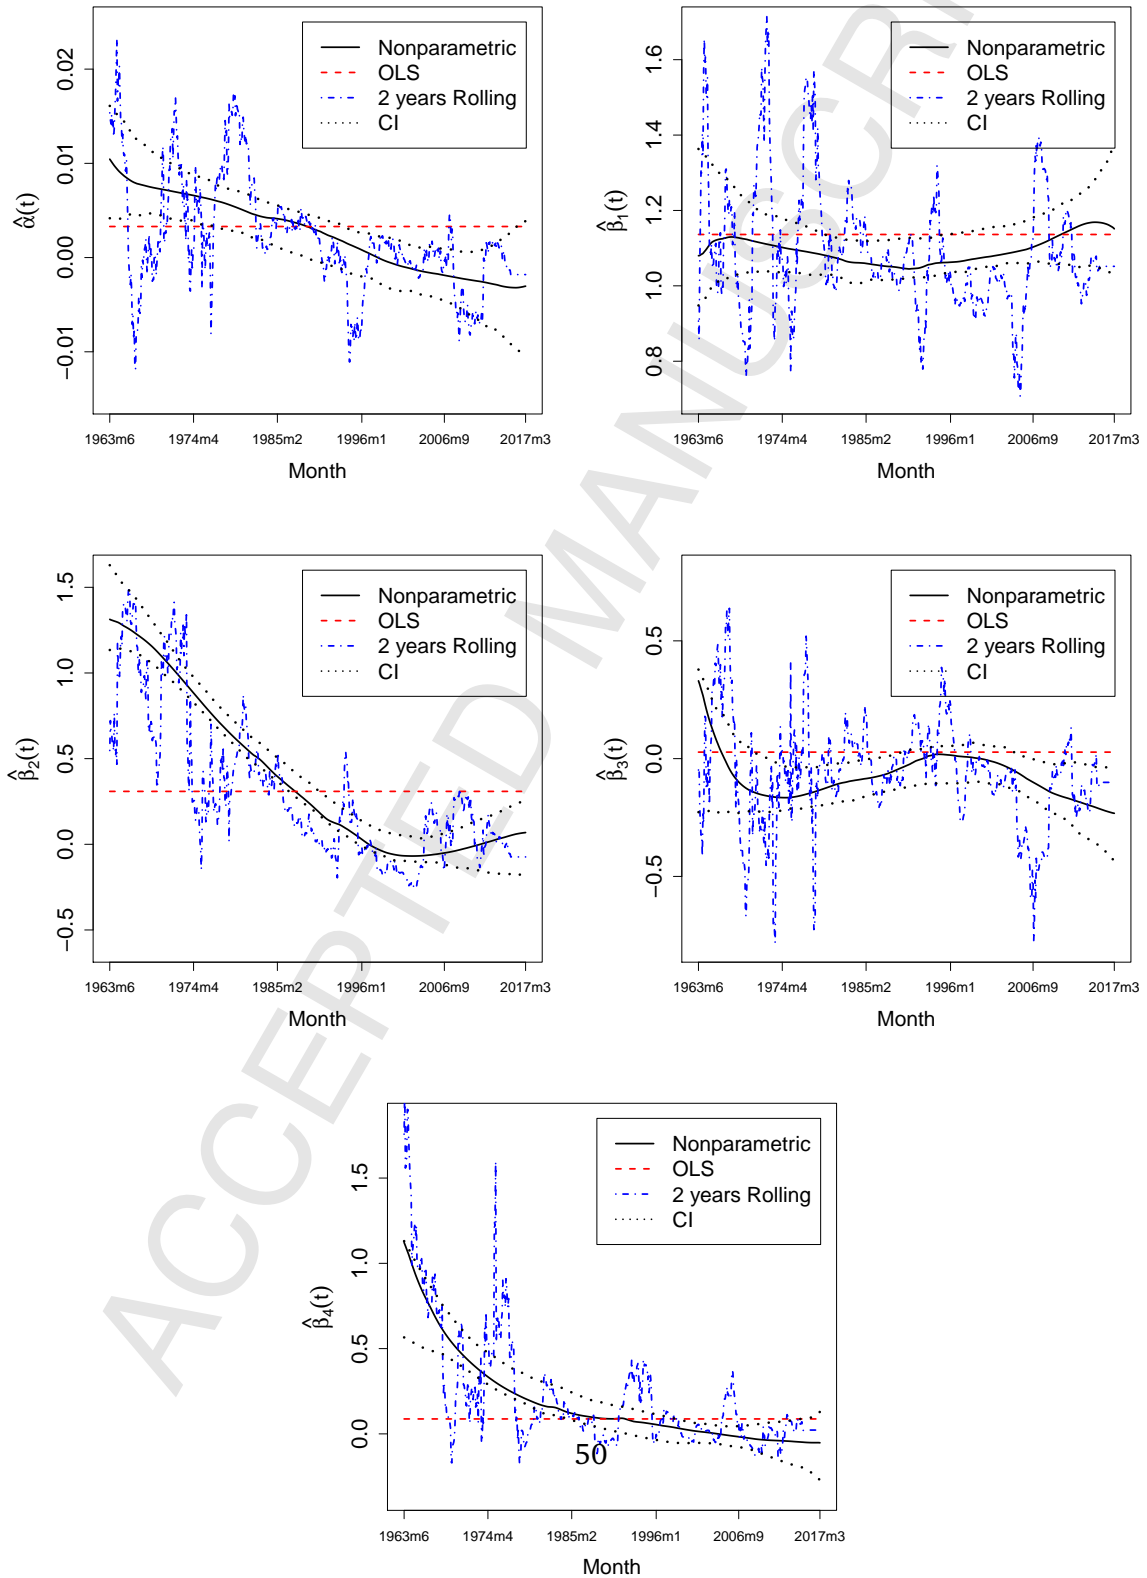 Nonparametric
OLS
2 years Rolling
CI
α̂(t)
0.02
0.01
0.00
−0.01
1963m6 1974m4 1985m2 1996m1 2006m9 2017m3
Month
Nonparametric
OLS
2 years Rolling
CI
β̂₁(t)
1.6
1.4
1.2
1.0
0.8
1963m6 1974m4 1985m2 1996m1 2006m9 2017m3
Month
Nonparametric
OLS
2 years Rolling
CI
β̂₂(t)
1.5
1.0
0.5
0.0
−0.5
1963m6 1974m4 1985m2 1996m1 2006m9 2017m3
Month
Nonparametric
OLS
2 years Rolling
CI
β̂₃(t)
0.5
0.0
−0.5
1963m6 1974m4 1985m2 1996m1 2006m9 2017m3
Month
Nonparametric
OLS
2 years Rolling
CI
β̂₄(t)
1.5
1.0
0.5
0.0
1963m6 1974m4 1985m2 1996m1 2006m9 2017m3
Month
50
ACCEPTED MANUSCRI